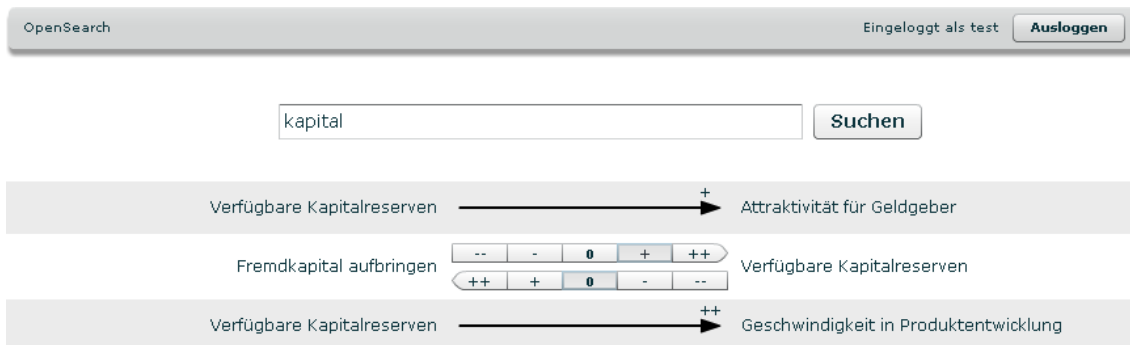 OpenSearch Eingeloggt als test Ausloggen
kapital Suchen
+
Verfügbare Kapitalreserven Attraktivität für Geldgeber
-- - 0 + ++
Fremdkapital aufbringen Verfügbare Kapitalreserven
++ + 0 - --
++
Verfügbare Kapitalreserven Geschwindigkeit in Produktentwicklung